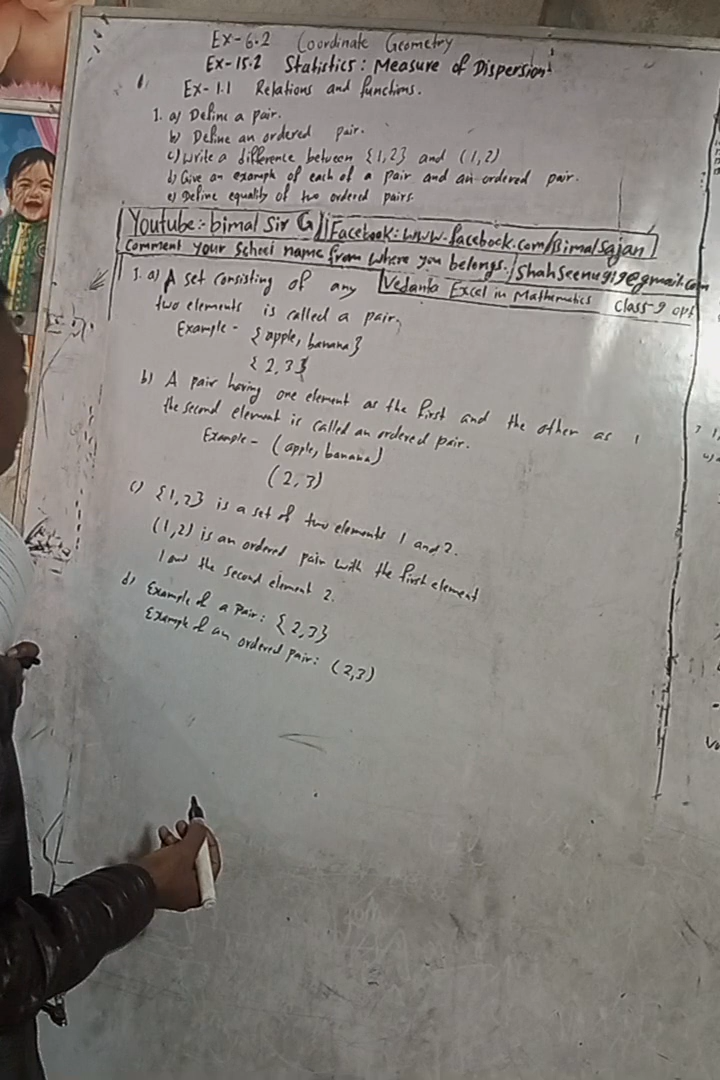 Ex-6.2 Coordinate Geometry
Ex-15.2 Statistics: Measure of Dispersion
Ex-1.1 Relations and functions.
1. a) Define a pair.
b) Define an ordered pair.
c) Write a difference between {1,2} and (1,2)
d) Give an example of each of a pair and an ordered pair.
e) Define equality of two ordered pairs.
Youtube:- bimal Sir G
Facebook: www.facebook.com/Bimalsajan
Comment your School name from where you belongs.
Shahseenu919@gmail.com
Vedanta Excel in Mathematics Class-9 opt
1. a) A set consisting of any
two elements is called a pair.
Example - {apple, banana}
{2,3}
b) A pair having one element as the first and the other as
the second element is called an ordered pair.
Example - (apple, banana)
(2,3)
c) {1,2} is a set of two elements 1 and 2.
(1,2) is an ordered pair with the first element
1 and the second element 2.
d) Example of a pair: {2,3}
Example of an ordered pair: (2,3)